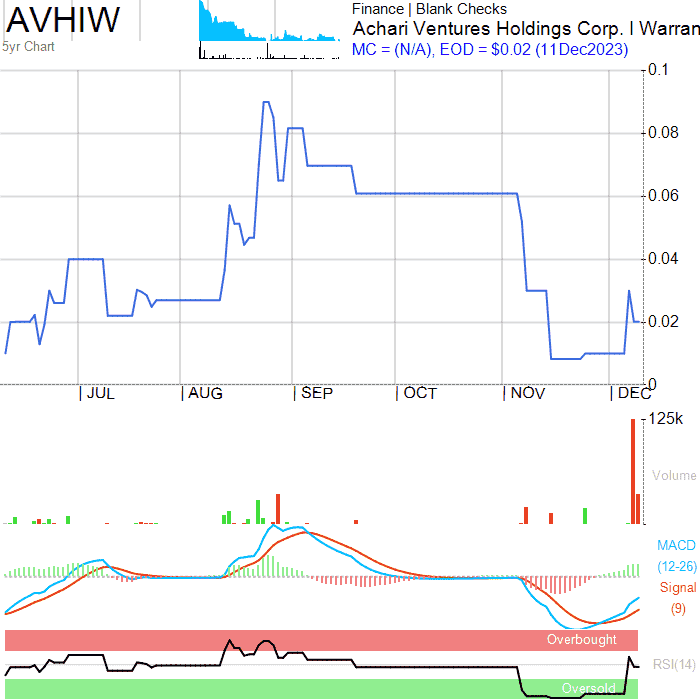 AVHIW
5yr Chart
Finance | Blank Checks
Achari Ventures Holdings Corp. I Warran
MC = (N/A), EOD = $0.02 (11Dec2023)
0.1
0.08
0.06
0.04
0.02
0
JUL AUG SEP OCT NOV DEC
125k
Volume
MACD
(12-26)
Signal
(9)
Overbought
RSI(14)
Oversold